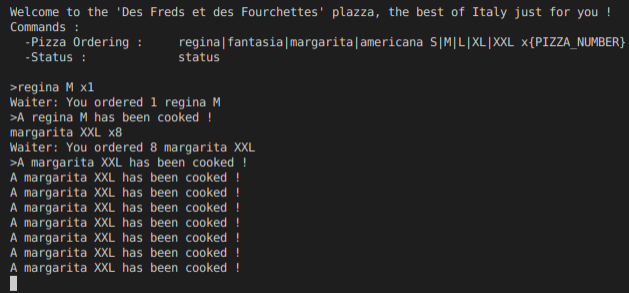 Welcome to the 'Des Freds et des Fourchettes' plazza, the best of Italy just for you !
Commands :
  -Pizza Ordering :     regina|fantasia|margarita|americana S|M|L|XL|XXL x{PIZZA_NUMBER}
  -Status :             status

>regina M x1
Waiter: You ordered 1 regina M
>A regina M has been cooked !
margarita XXL x8
Waiter: You ordered 8 margarita XXL
>A margarita XXL has been cooked !
A margarita XXL has been cooked !
A margarita XXL has been cooked !
A margarita XXL has been cooked !
A margarita XXL has been cooked !
A margarita XXL has been cooked !
A margarita XXL has been cooked !
A margarita XXL has been cooked !